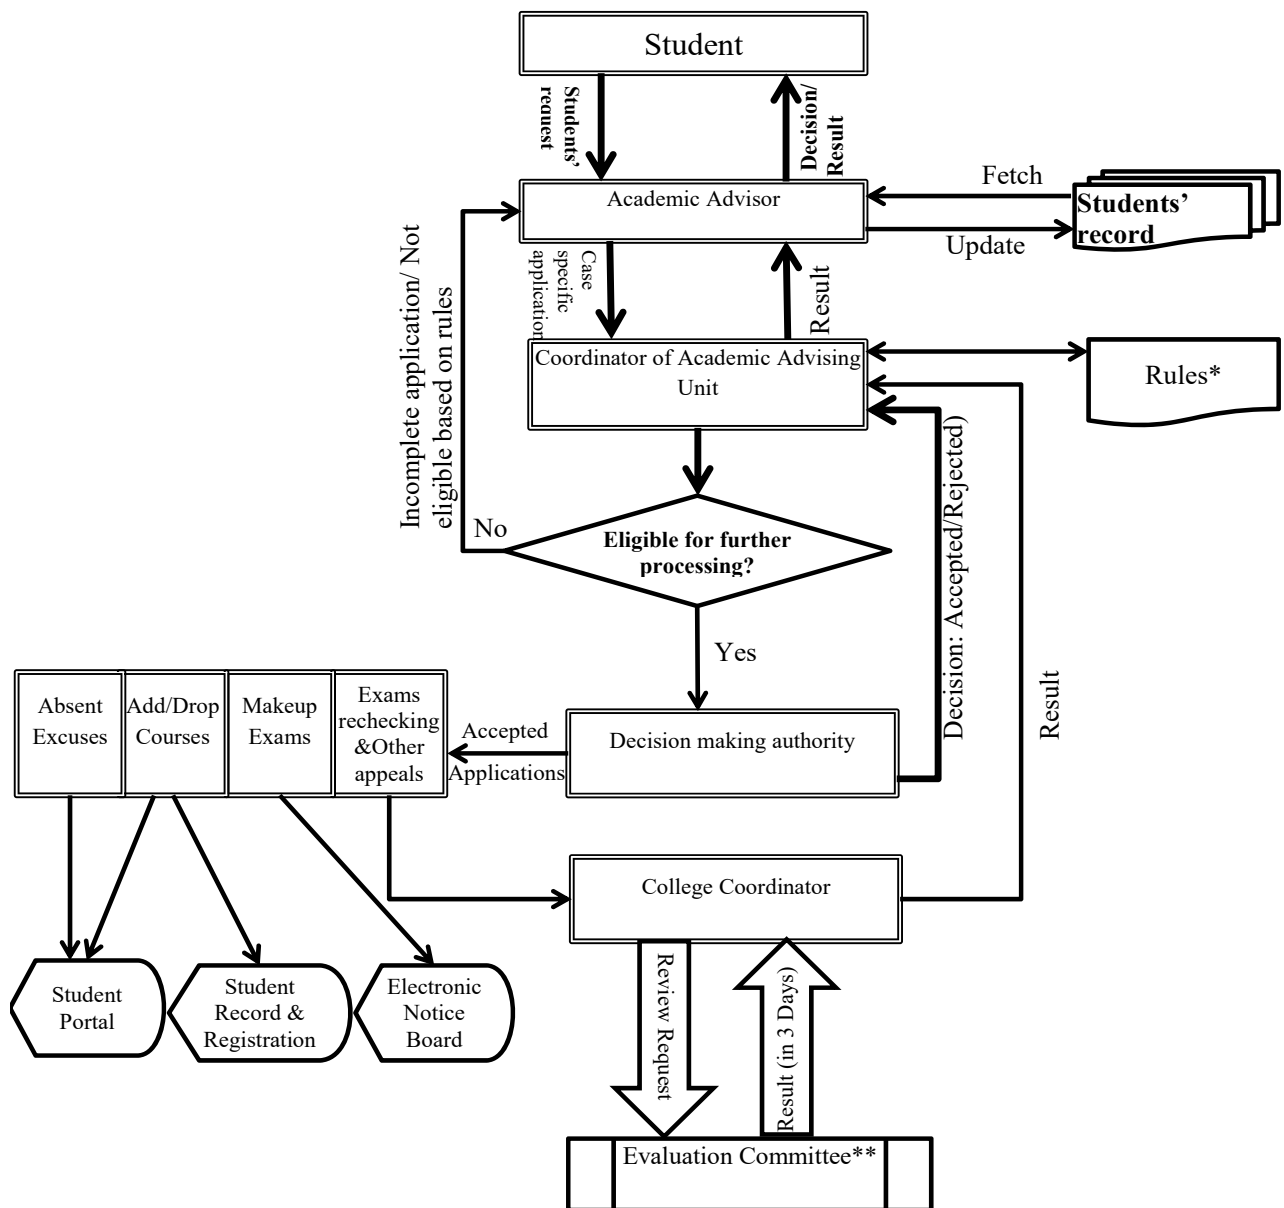 Student
Students'
request
Decision/
Result
Academic Advisor
Fetch
Update
Students'
record
Incomplete application/ Not
eligible based on rules
Case
specific
application
Result
Coordinator of Academic Advising
Unit
Rules*
No
Eligible for further
processing?
Yes
Decision: Accepted/Rejected)
Result
Absent
Excuses
Add/Drop
Courses
Makeup
Exams
Exams
rechecking
&Other
appeals
Accepted
Applications
Decision making authority
College Coordinator
Student
Portal
Student
Record &
Registration
Electronic
Notice
Board
Review Request
Result (in 3 Days)
Evaluation Committee**